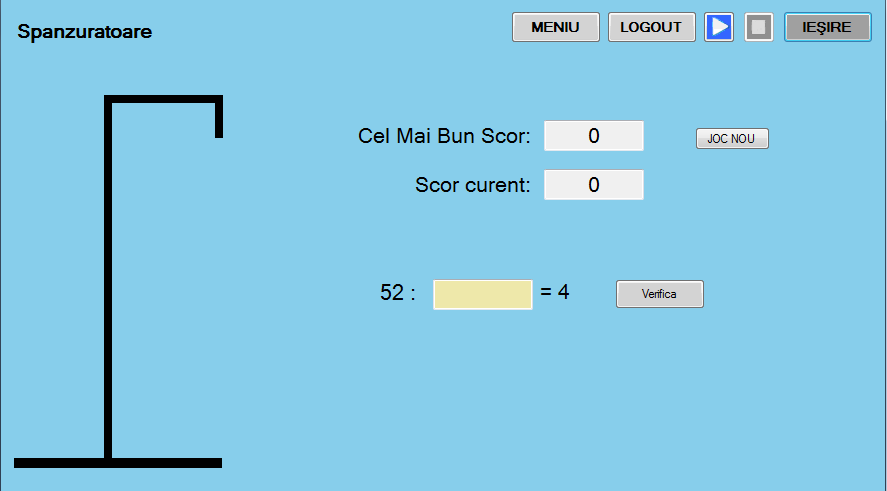 Spanzuratoare
MENIU LOGOUT IEŞIRE
Cel Mai Bun Scor: 0 JOC NOU
Scor curent: 0
52 : = 4 Verifica